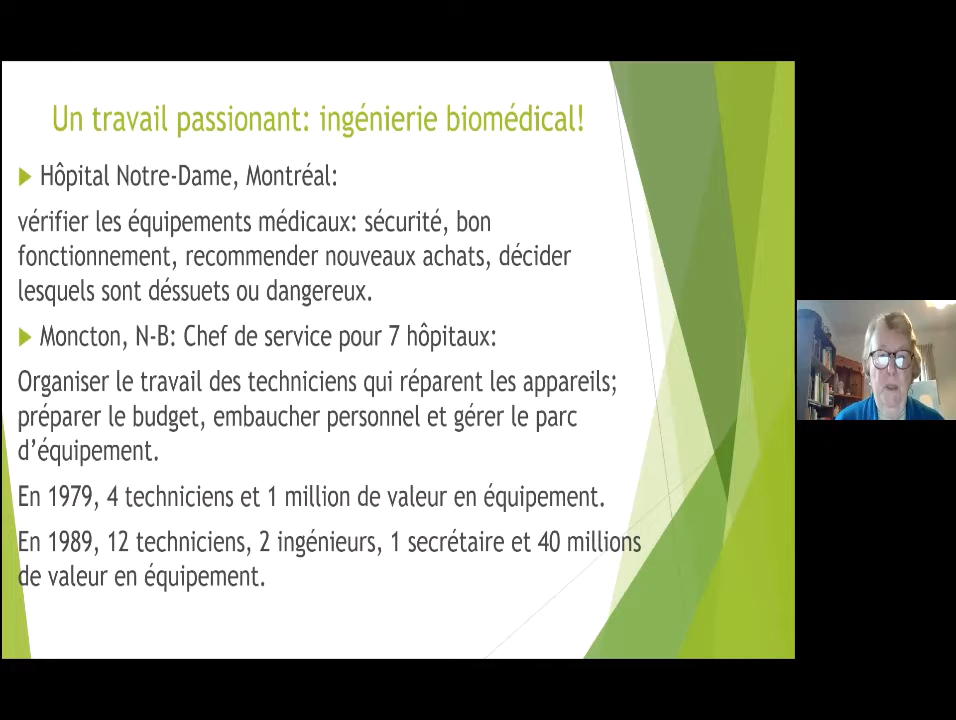 Un travail passionant: ingénierie biomédical!
Hôpital Notre-Dame, Montréal:
vérifier les équipements médicaux: sécurité, bon
fonctionnement, recommender nouveaux achats, décider
lesquels sont déssuets ou dangereux.
Moncton, N-B: Chef de service pour 7 hôpitaux:
Organiser le travail des techniciens qui réparent les appareils;
préparer le budget, embaucher personnel et gérer le parc
d’équipement.
En 1979, 4 techniciens et 1 million de valeur en équipement.
En 1989, 12 techniciens, 2 ingénieurs, 1 secrétaire et 40 millions
de valeur en équipement.